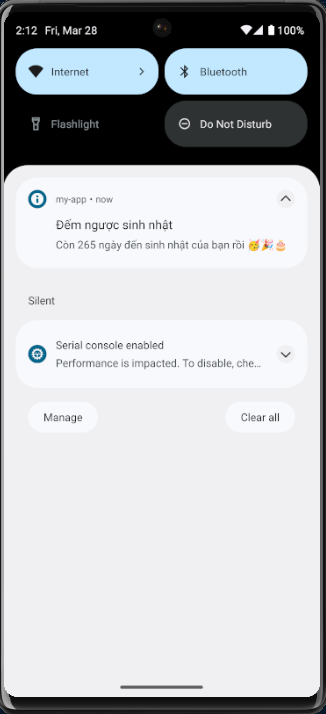 2:12 Fri, Mar 28 100%
Internet Bluetooth
Flashlight Do Not Disturb
my-app • now
Đếm ngược sinh nhật
Còn 265 ngày đến sinh nhật của bạn rồi 🥳🎉🎂
Silent
Serial console enabled
Performance is impacted. To disable, che…
Manage Clear all